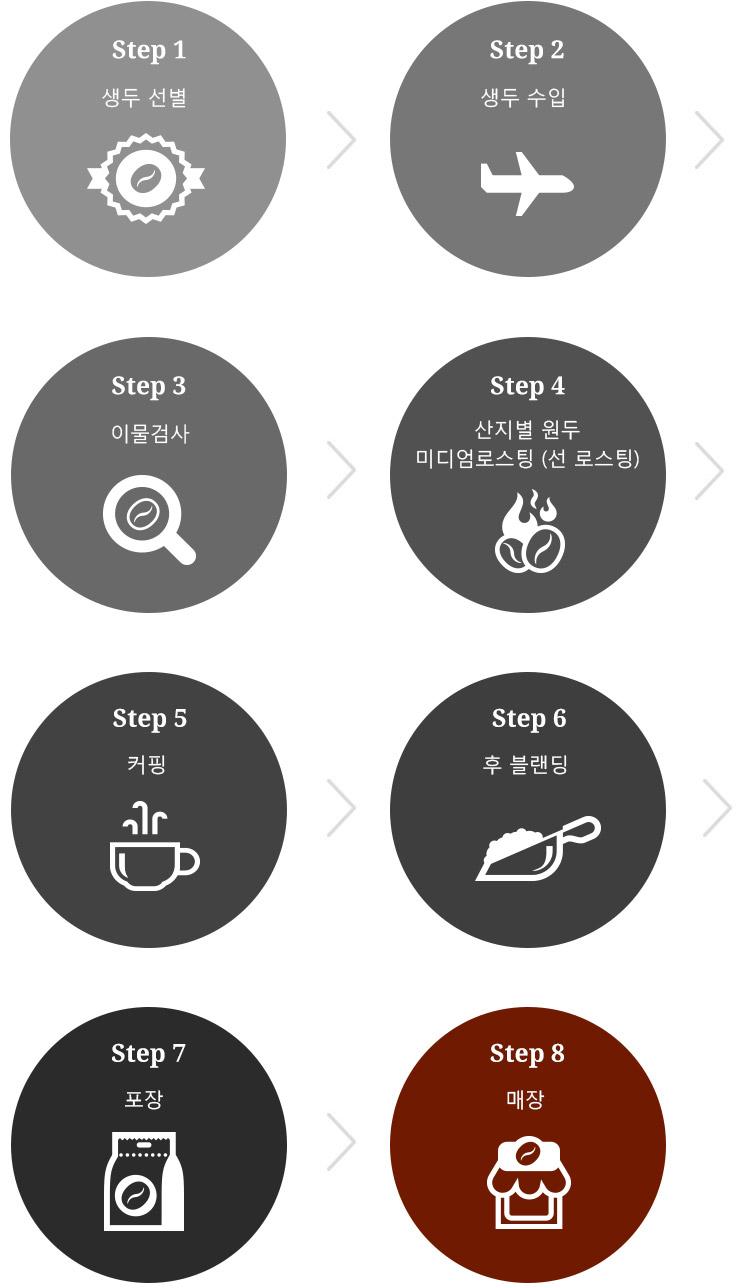 Step 1
생두 선별
Step 2
생두 수입
Step 3
이물검사
Step 4
산지별 원두
미디엄로스팅 (선 로스팅)
Step 5
커핑
Step 6
후 블랜딩
Step 7
포장
Step 8
매장